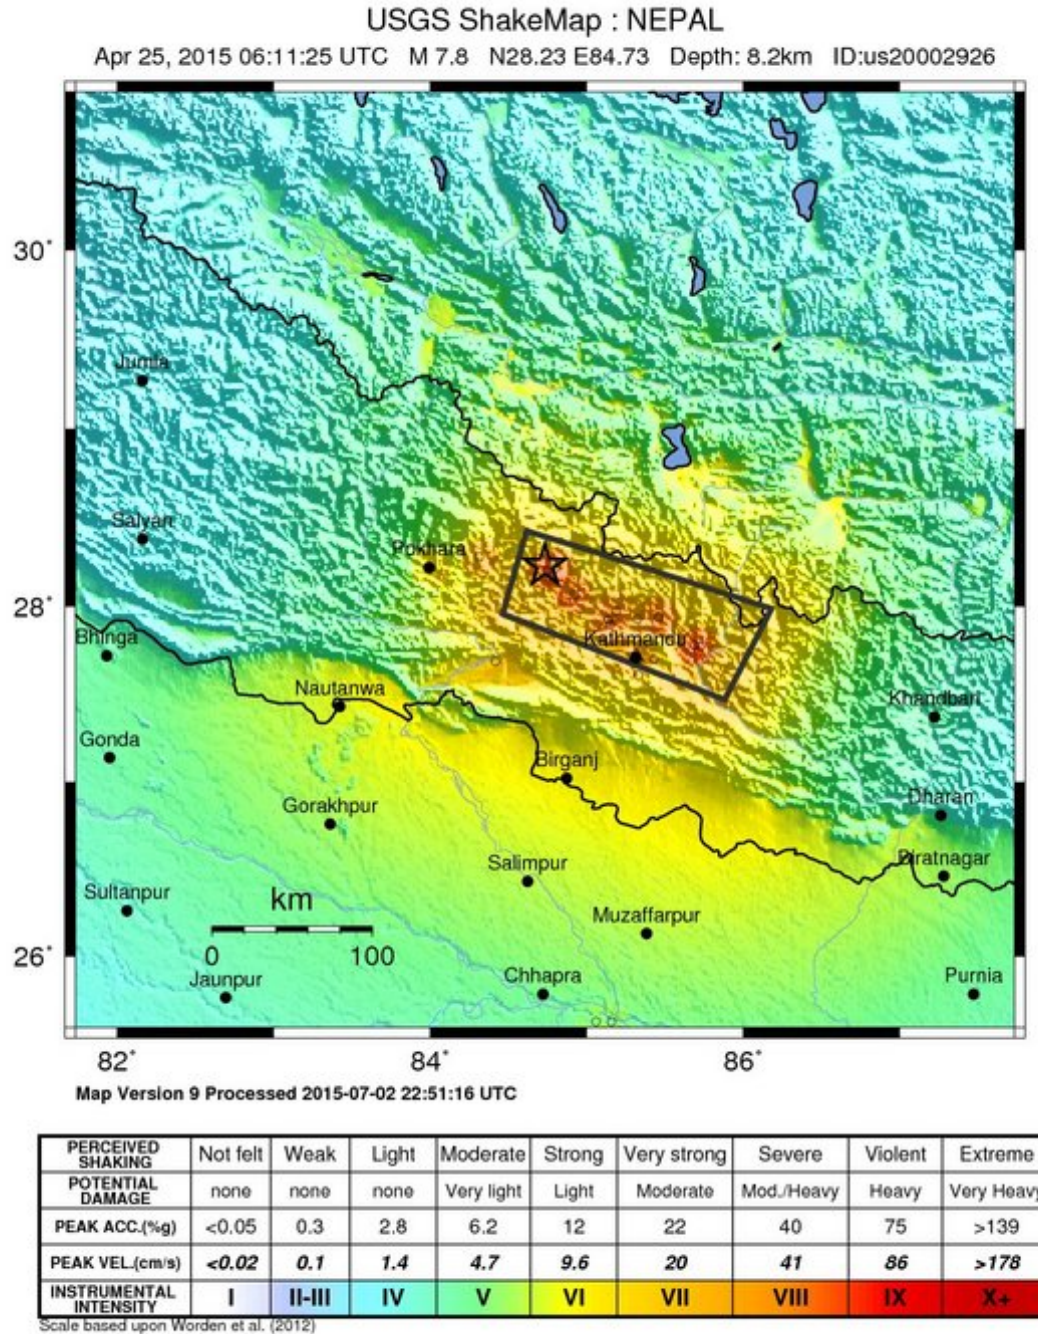 USGS ShakeMap : NEPAL
Apr 25, 2015 06:11:25 UTC M 7.8 N28.23 E84.73 Depth: 8.2km ID:us20002926
30°
Jumla
Salyan
Pokhara
28°
Kathmandu
Bhinga
Nautanwa
Khandbari
Gonda
Birganj
Gorakhpur
Dharan
Salimpur
Biratnagar
Sultanpur
km
Muzaffarpur
0 100
26°
Jaunpur
Chhapra
Purnia
82° 84° 86°
Map Version 9 Processed 2015-07-02 22:51:16 UTC
PERCEIVED SHAKING Not felt Weak Light Moderate Strong Very strong Severe Violent Extreme
POTENTIAL DAMAGE none none none Very light Light Moderate Mod./Heavy Heavy Very Heavy
PEAK ACC.(%g) <0.05 0.3 2.8 6.2 12 22 40 75 >139
PEAK VEL.(cm/s) <0.02 0.1 1.4 4.7 9.6 20 41 86 >178
INSTRUMENTAL INTENSITY I II-III IV V VI VII VIII IX X+
Scale based upon Worden et al. (2012)